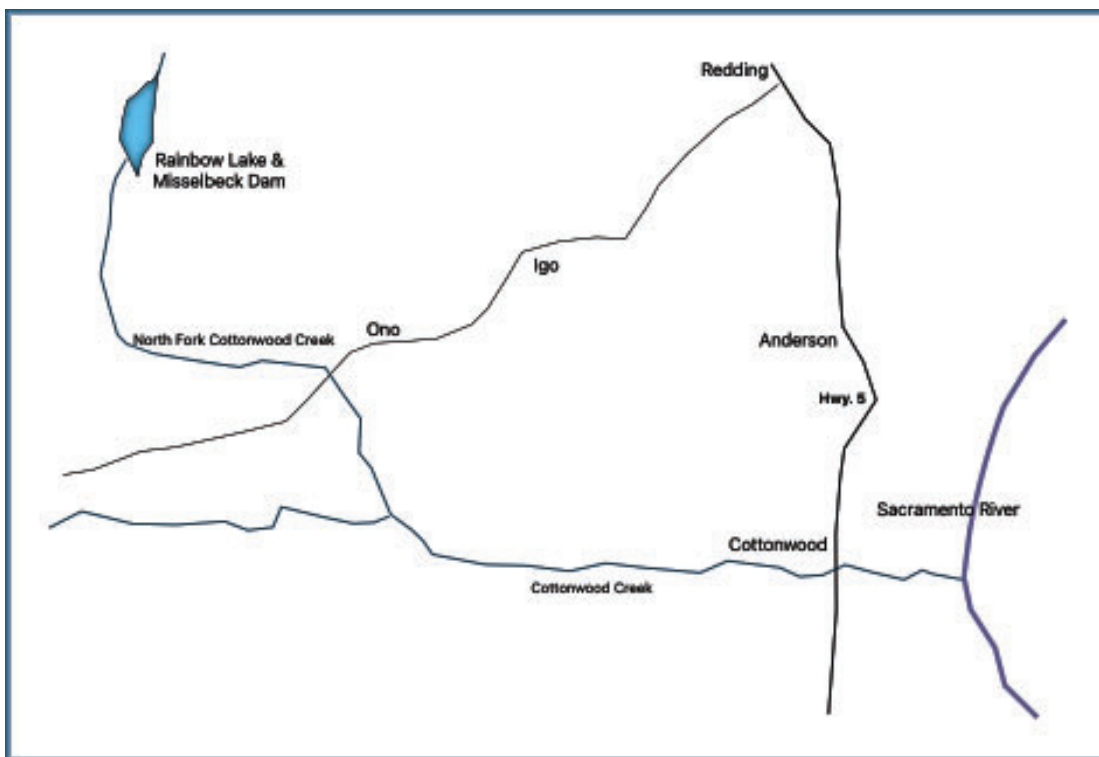 Redding
Rainbow Lake &
Misselbeck Dam
Igo
Ono
North Fork Cottonwood Creek
Anderson
Hwy. 5
Sacramento River
Cottonwood
Cottonwood Creek